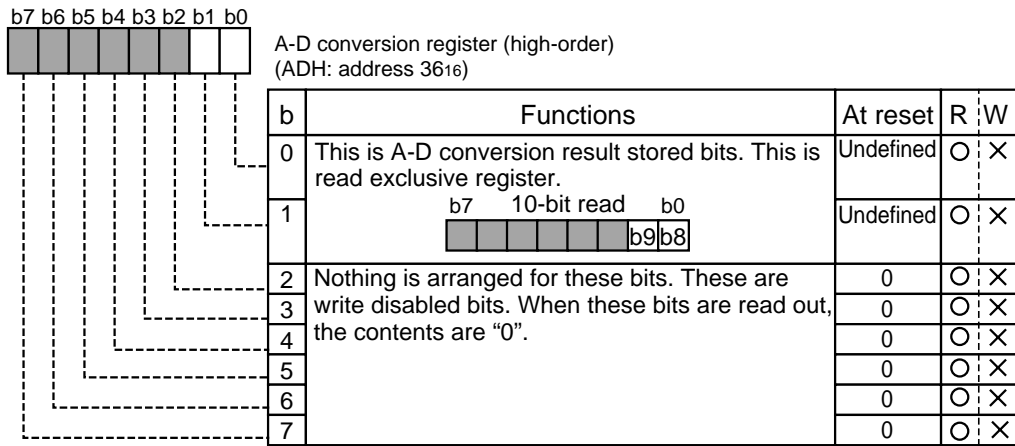 b7 b6 b5 b4 b3 b2 b1 b0
A-D conversion register (high-order)
(ADH: address 3616)
b Functions At reset R W
0 This is A-D conversion result stored bits. This is Undefined O ×
read exclusive register.
b7 10-bit read b0
1 Undefined O ×
b9 b8
2 Nothing is arranged for these bits. These are 0 O ×
3 write disabled bits. When these bits are read out, 0 O ×
4 the contents are “0”. 0 O ×
5 0 O ×
6 0 O ×
7 0 O ×